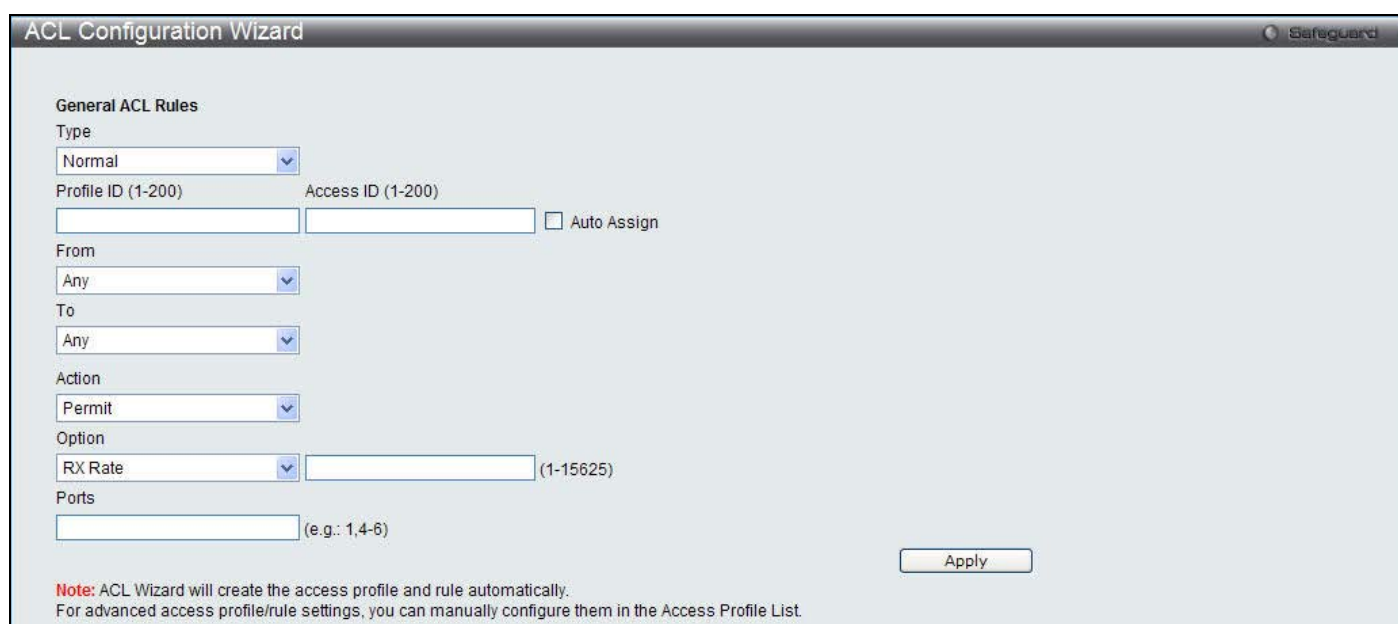 ACL Configuration Wizard Safeguard
General ACL Rules
Type
Normal
Profile ID (1-200) Access ID (1-200)
Auto Assign
From
Any
To
Any
Action
Permit
Option
RX Rate (1-15625)
Ports
(e.g.: 1,4-6)
Apply
Note: ACL Wizard will create the access profile and rule automatically.
For advanced access profile/rule settings, you can manually configure them in the Access Profile List.